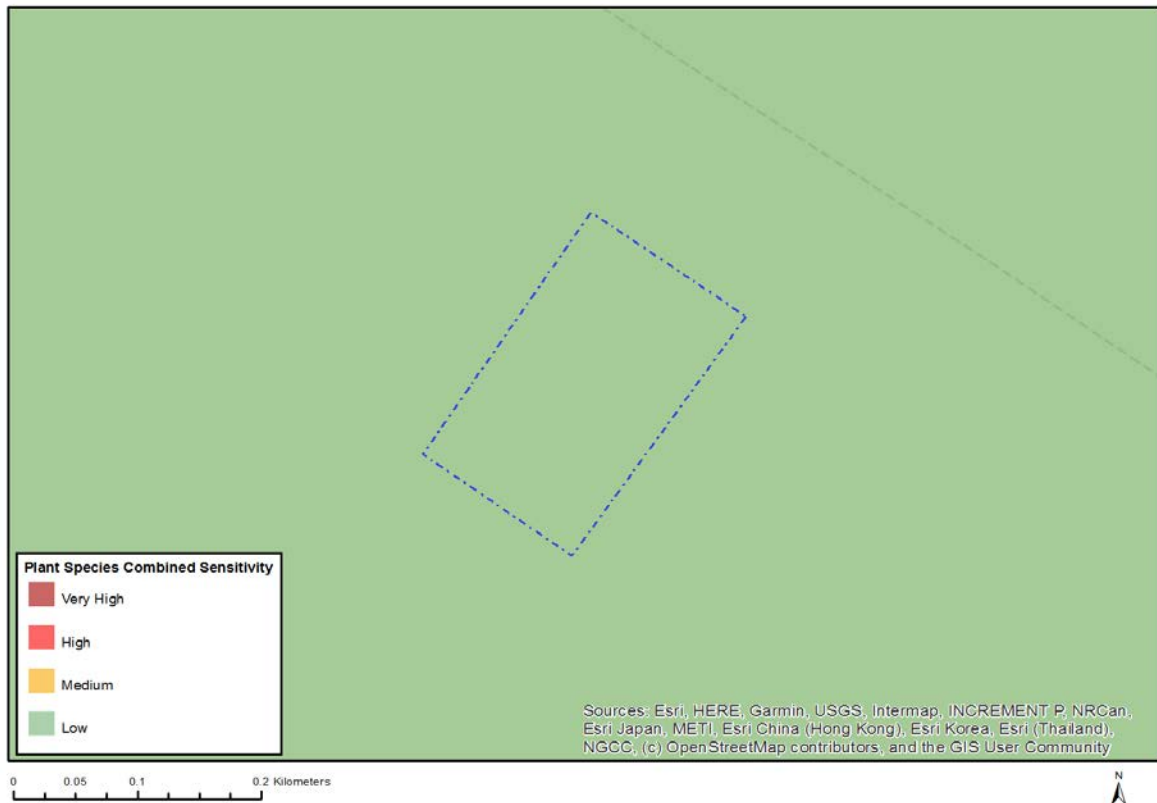 Plant Species Combined Sensitivity
Very High
High
Medium
Low
Sources: Esri, HERE, Garmin, USGS, Intermap, INCREMENT P, NRCan,
Esri Japan, METI, Esri China (Hong Kong), Esri Korea, Esri (Thailand),
NGCC, (c) OpenStreetMap contributors, and the GIS User Community
0 0.05 0.1 0.2 Kilometers
N